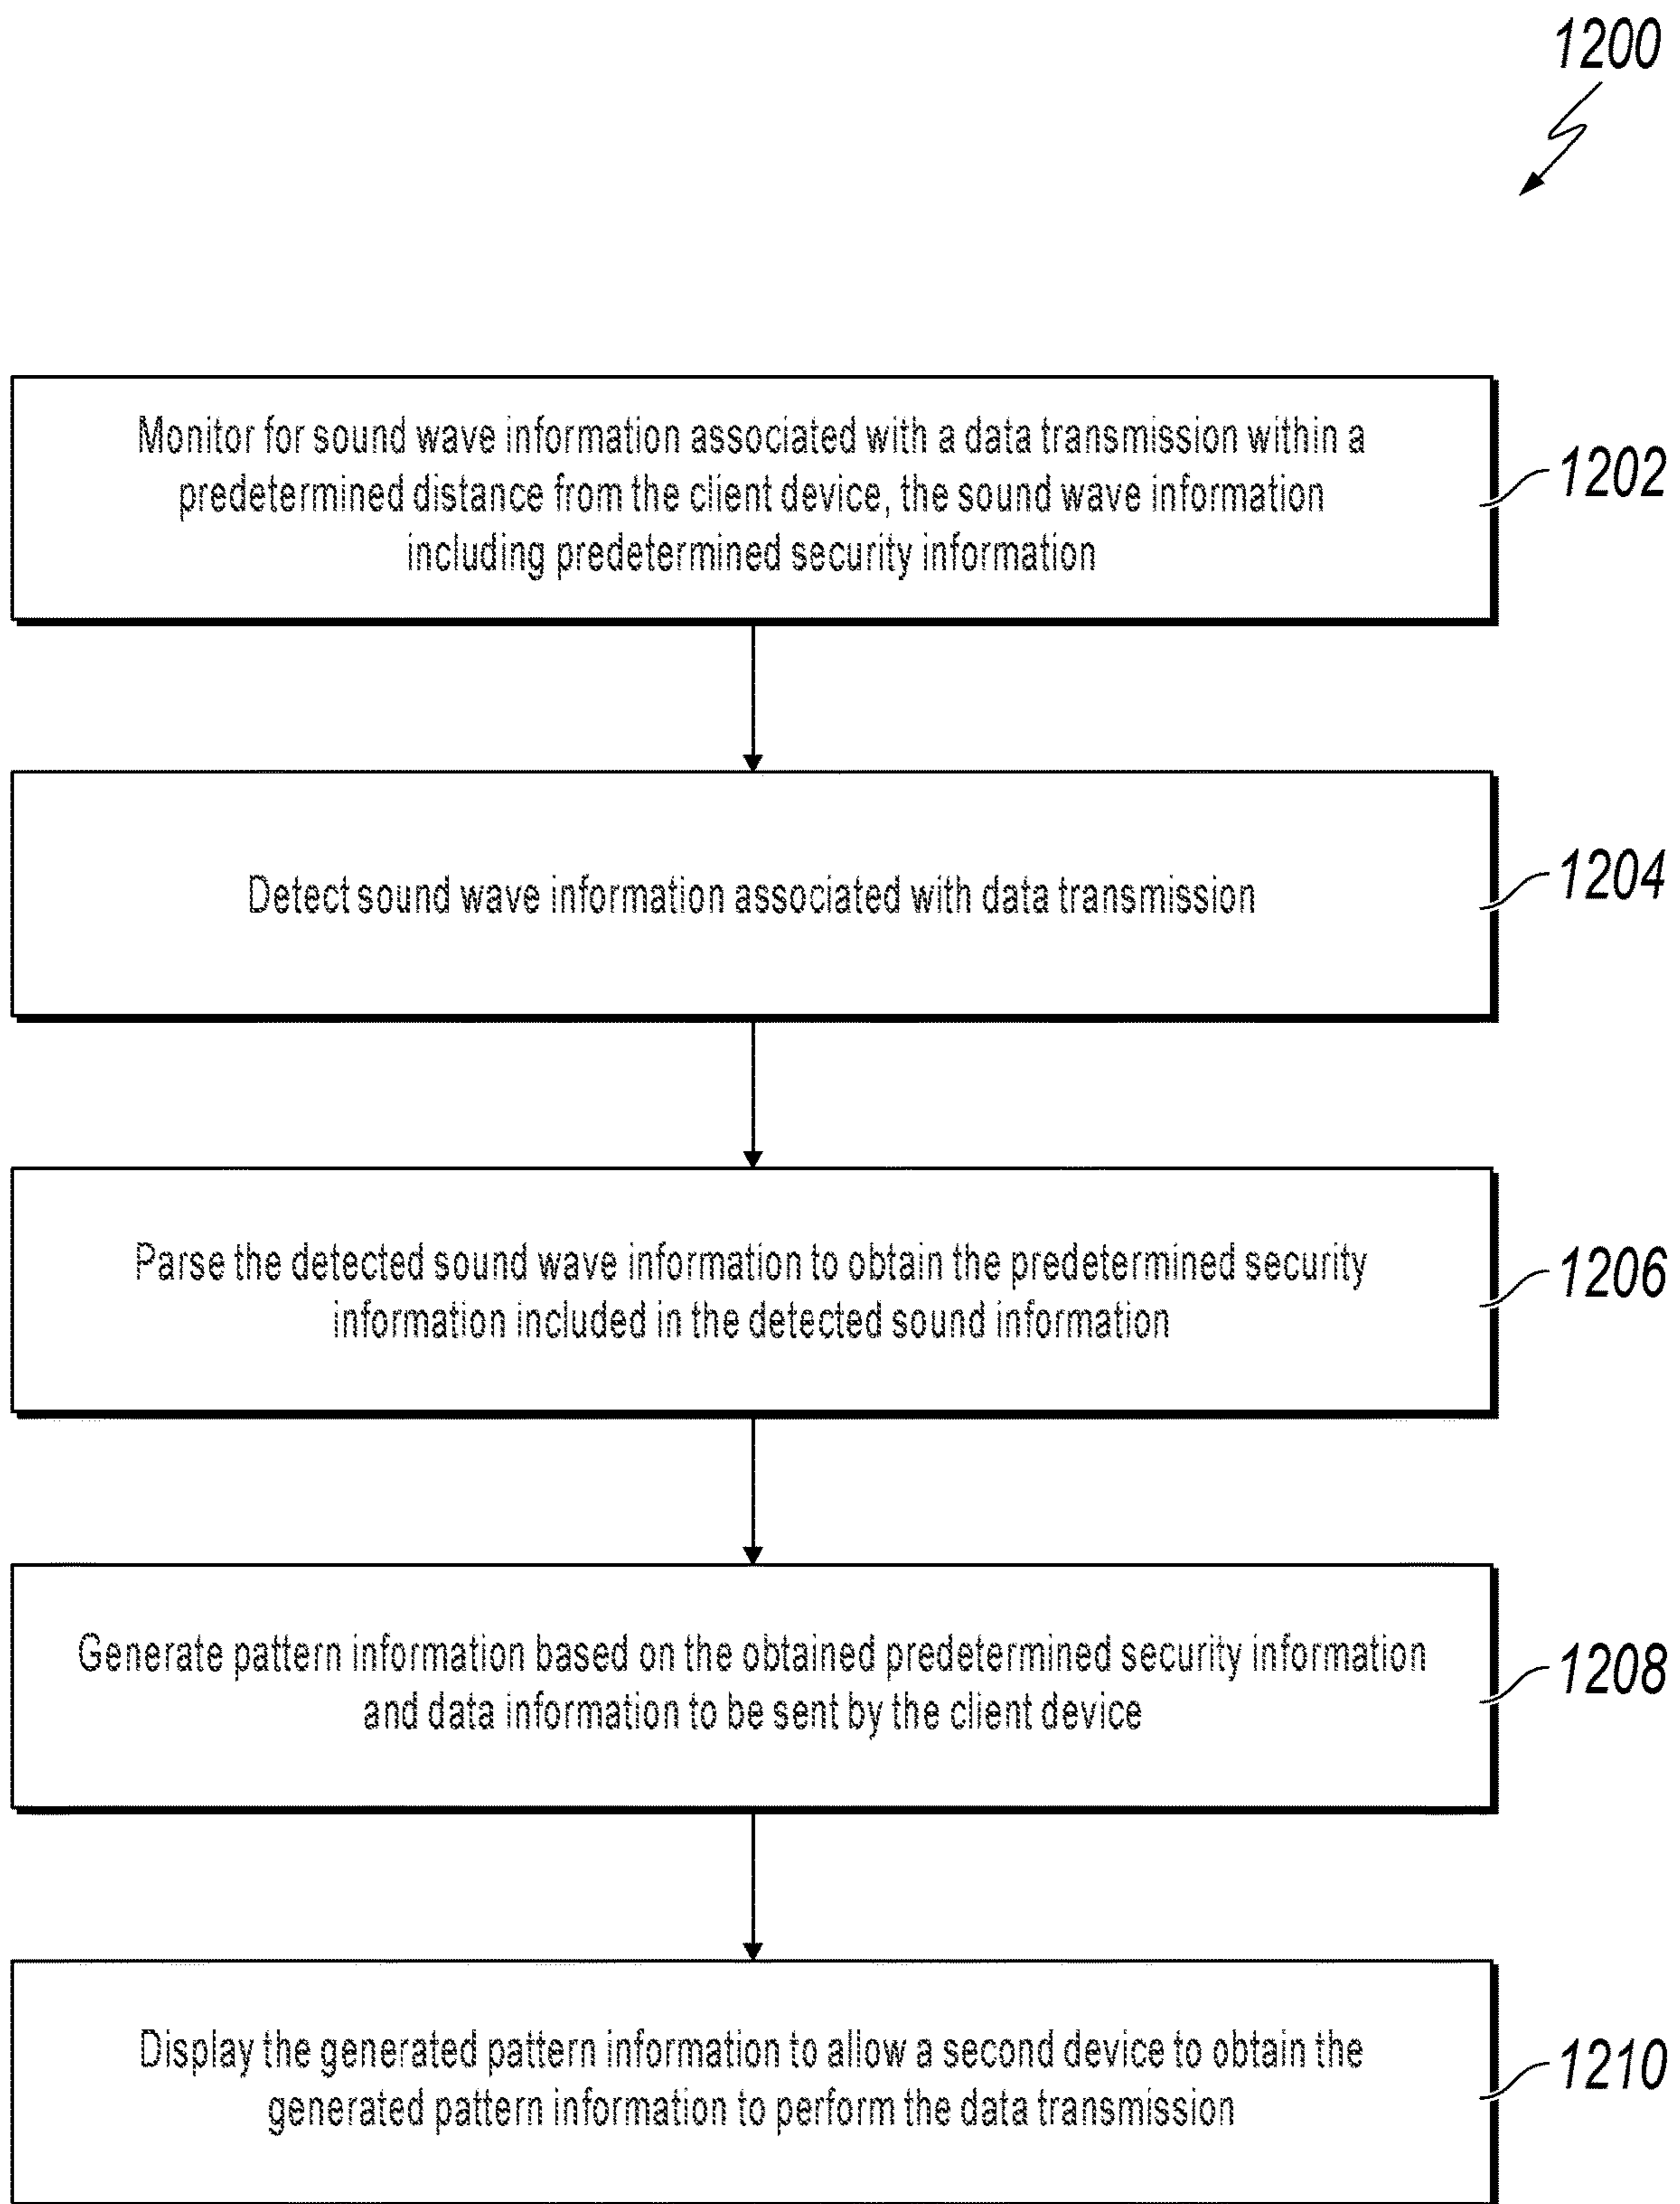 1200
Monitor for sound wave information associated with a data transmission within a
predetermined distance from the client device, the sound wave information
including predetermined security information
1202
Detect sound wave information associated with data transmission
1204
Parse the detected sound wave information to obtain the predetermined security
information included in the detected sound information
1206
Generate pattern information based on the obtained predetermined security information
and data information to be sent by the client device
1208
Display the generated pattern information to allow a second device to obtain the
generated pattern information to perform the data transmission
1210